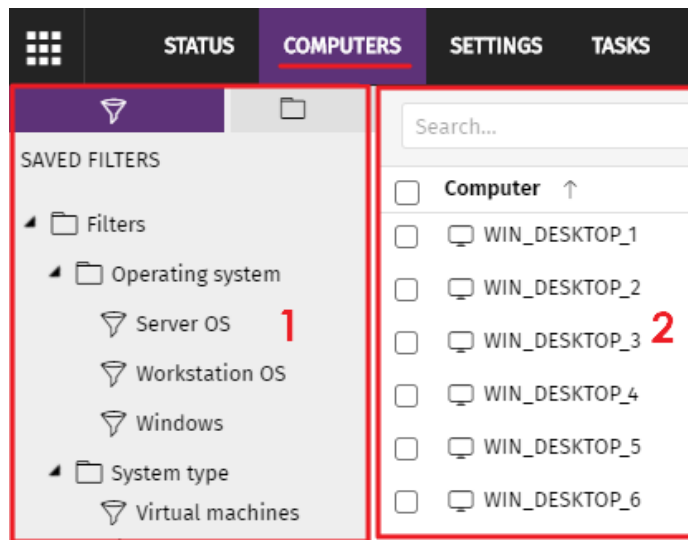 STATUS COMPUTERS SETTINGS TASKS
SAVED FILTERS
Filters
Operating system
Server OS
1
Workstation OS
Windows
System type
Virtual machines
Search...
Computer ↑
WIN_DESKTOP_1
WIN_DESKTOP_2
WIN_DESKTOP_3
2
WIN_DESKTOP_4
WIN_DESKTOP_5
WIN_DESKTOP_6